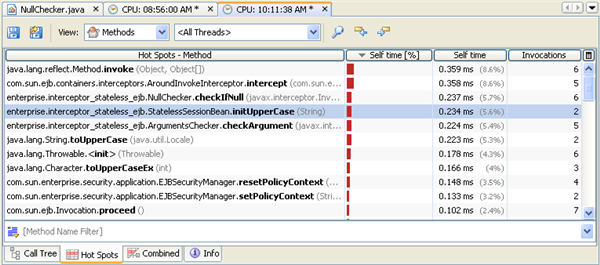 NullChecker.java CPU: 08:56:00 AM * CPU: 10:11:38 AM *
View: Methods <All Threads>
Hot Spots - Method Self time [%] Self time Invocations
java.lang.reflect.Method.invoke (Object, Object[]) 0.359 ms (8.6%) 6
com.sun.ejb.containers.interceptors.AroundInvokeInterceptor.intercept (com.sun.e... 0.358 ms (8.6%) 5
enterprise.interceptor_stateless_ejb.NullChecker.checkIfNull (javax.interceptor.Inv... 0.237 ms (5.7%) 6
enterprise.interceptor_stateless_ejb.StatelessSessionBean.initUpperCase (String) 0.234 ms (5.6%) 2
enterprise.interceptor_stateless_ejb.ArgumentsChecker.checkArgument (javax.int... 0.224 ms (5.4%) 5
java.lang.String.toUpperCase (java.util.Locale) 0.223 ms (5.3%) 2
java.lang.Throwable.<init> (Throwable) 0.178 ms (4.3%) 6
java.lang.Character.toUpperCaseEx (int) 0.166 ms (4%) 3
com.sun.enterprise.security.application.EJBSecurityManager.resetPolicyContext (... 0.148 ms (3.5%) 4
com.sun.enterprise.security.application.EJBSecurityManager.setPolicyContext (Stri... 0.133 ms (3.2%) 2
com.sun.ejb.Invocation.proceed () 0.102 ms (2.4%) 7
[Method Name Filter]
Call Tree Hot Spots Combined Info